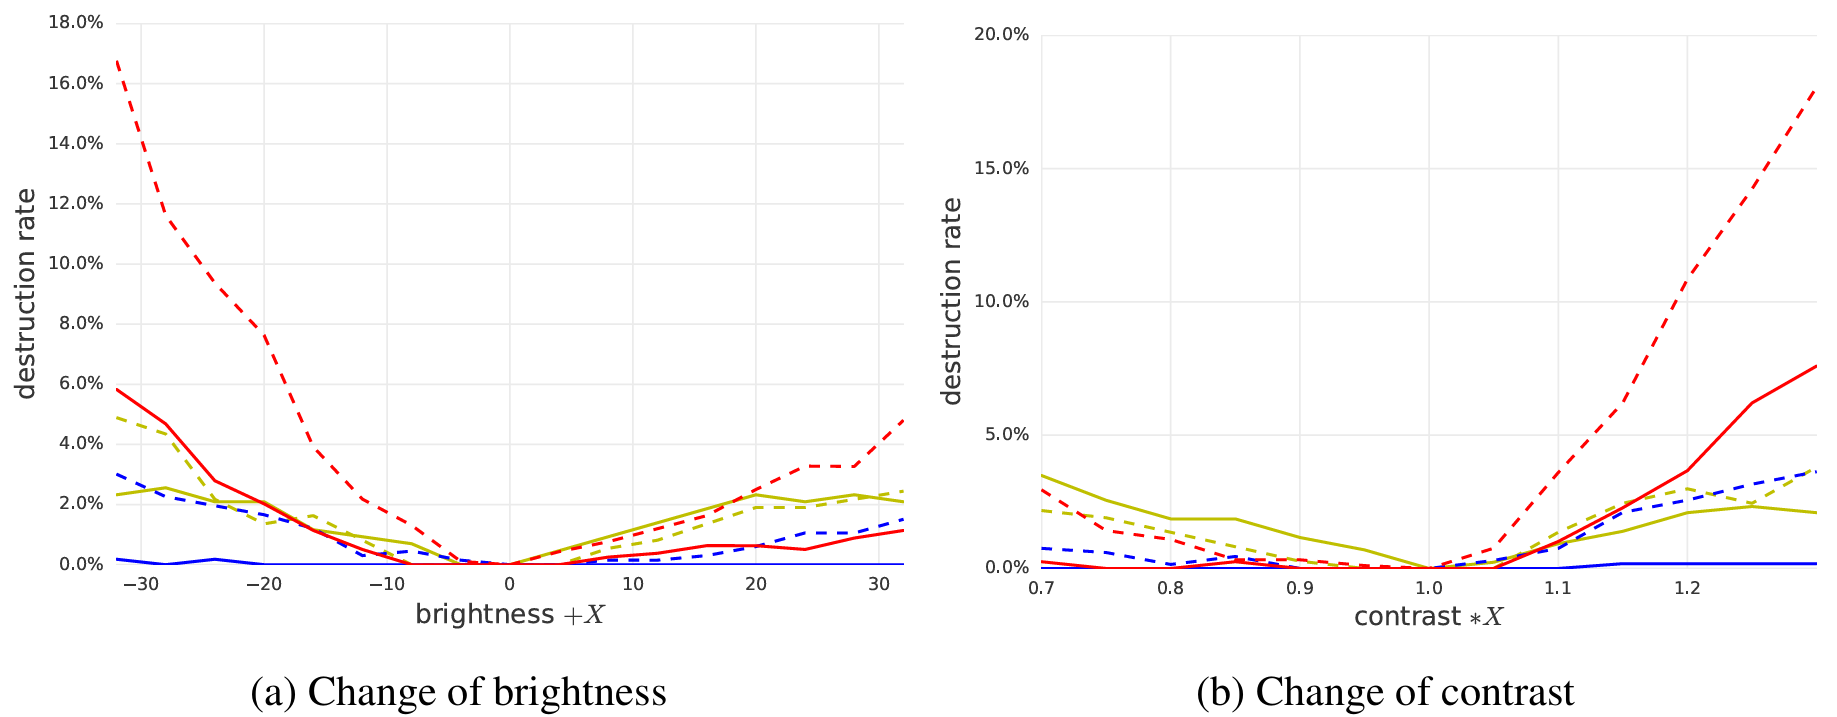 18.0%
16.0%
14.0%
12.0%
10.0%
8.0%
6.0%
4.0%
2.0%
0.0%
destruction rate
−30 −20 −10 0 10 20 30
brightness +X
(a) Change of brightness
20.0%
15.0%
10.0%
5.0%
0.0%
destruction rate
0.7 0.8 0.9 1.0 1.1 1.2
contrast ∗X
(b) Change of contrast